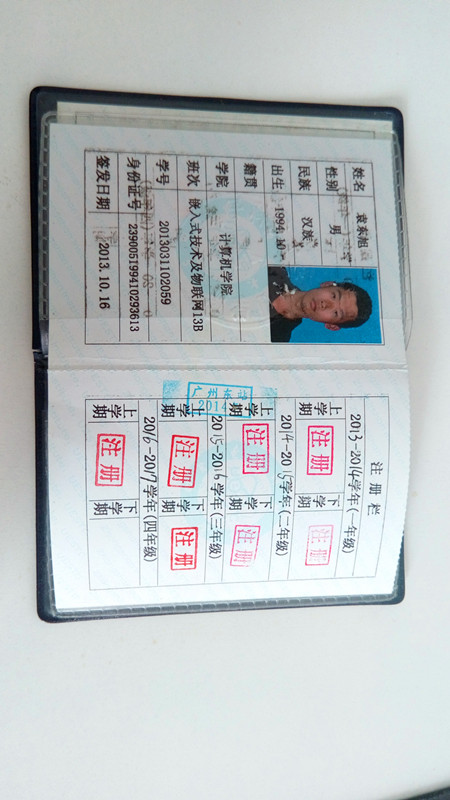 姓名 袁东旭
性别 男
民族 汉族
出生 1994.10
籍贯
学院 计算机学院
班次 嵌入式技术及物联网13B
学号 2013031102059
身份证号 239005199410293613
签发日期 2013.10.16
注册栏
2013-2014学年(一年级)
上学期 注册 下学期 注册
2014-2015学年(二年级)
上学期 注册 下学期 注册
2015-2016学年(三年级)
上学期 注册 下学期 注册
2016-2017学年(四年级)
上学期 注册 下学期
广州东站
2014